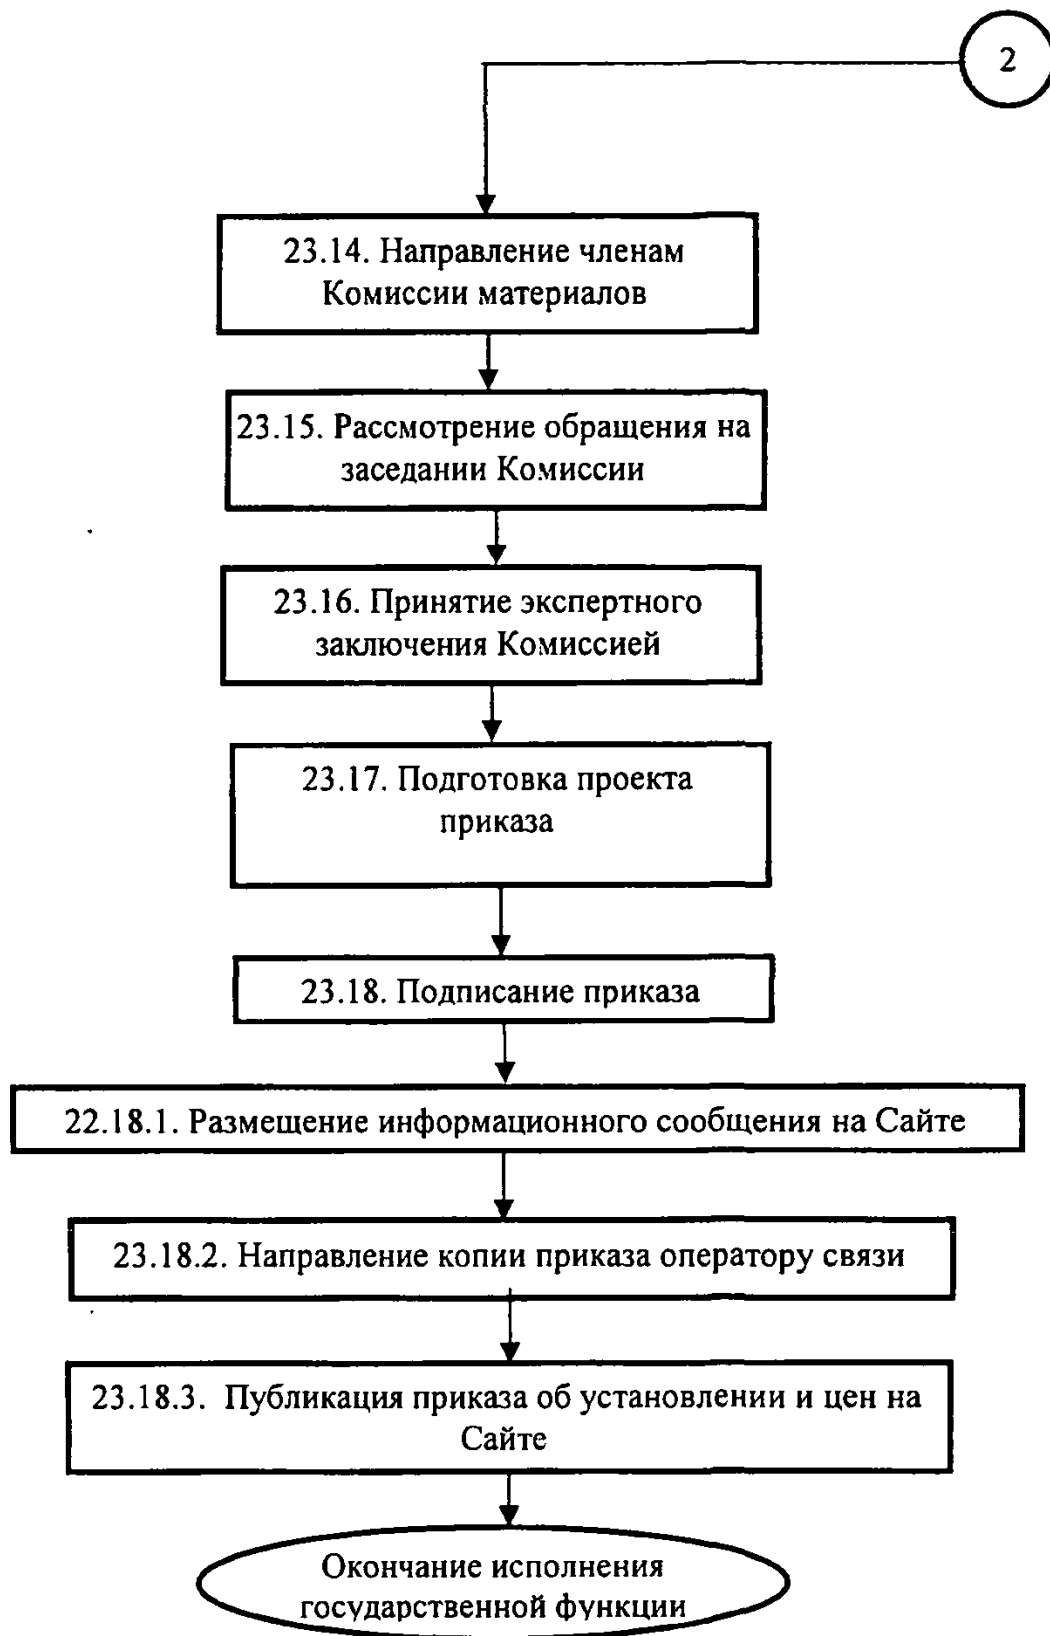 2
23.14. Направление членам
Комиссии материалов
23.15. Рассмотрение обращения на
заседании Комиссии
23.16. Принятие экспертного
заключения Комиссией
23.17. Подготовка проекта
приказа
23.18. Подписание приказа
22.18.1. Размещение информационного сообщения на Сайте
23.18.2. Направление копии приказа оператору связи
23.18.3. Публикация приказа об установлении и цен на
Сайте
Окончание исполнения
государственной функции